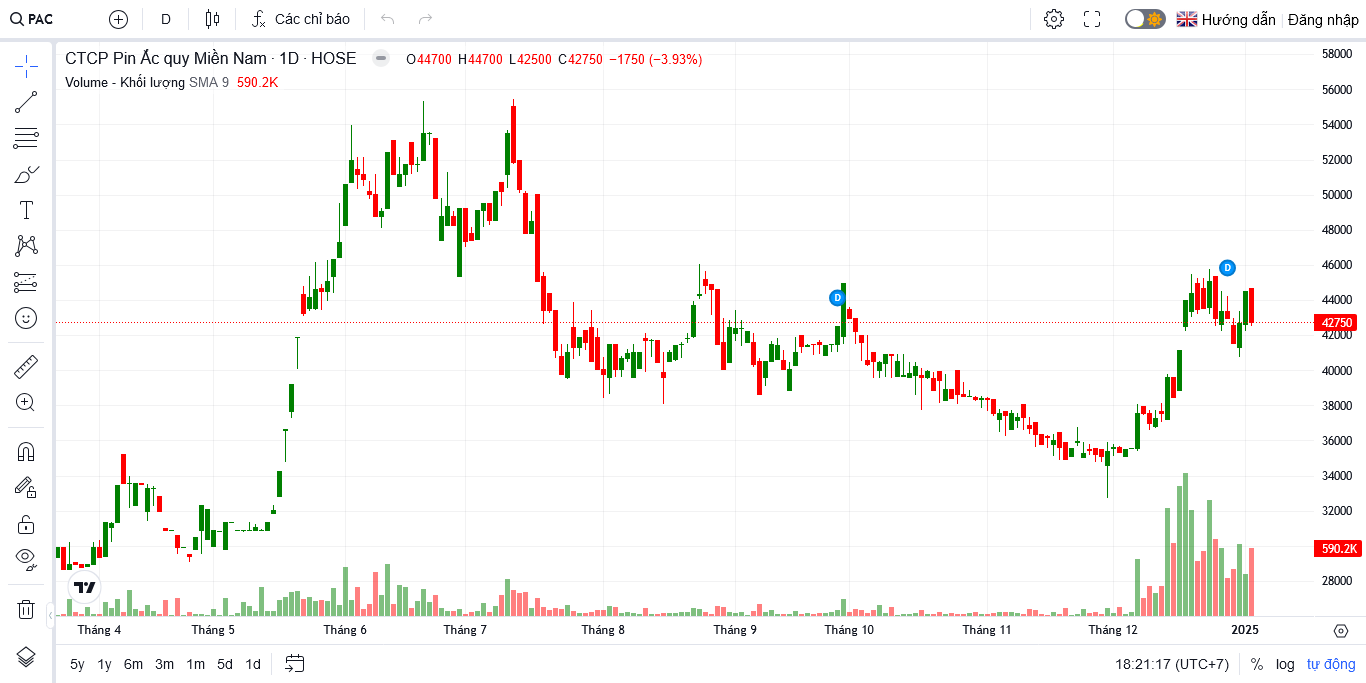 PAC D Các chỉ báo Hướng dẫn Đăng nhập
CTCP Pin Ắc quy Miền Nam · 1D · HOSE O44700 H44700 L42500 C42750 −1750 (−3.93%)
Volume - Khối lượng SMA 9 590.2K
58000
56000
54000
52000
50000
48000
46000
D
D
44000
42750
42000
40000
38000
36000
34000
32000
590.2K
28000
Tháng 4 Tháng 5 Tháng 6 Tháng 7 Tháng 8 Tháng 9 Tháng 10 Tháng 11 Tháng 12 2025
5y 1y 6m 3m 1m 5d 1d 18:21:17 (UTC+7) % log tự động